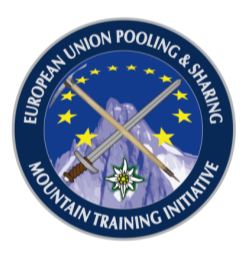 EUROPEAN UNION POOLING & SHARING
MOUNTAIN TRAINING INITIATIVE